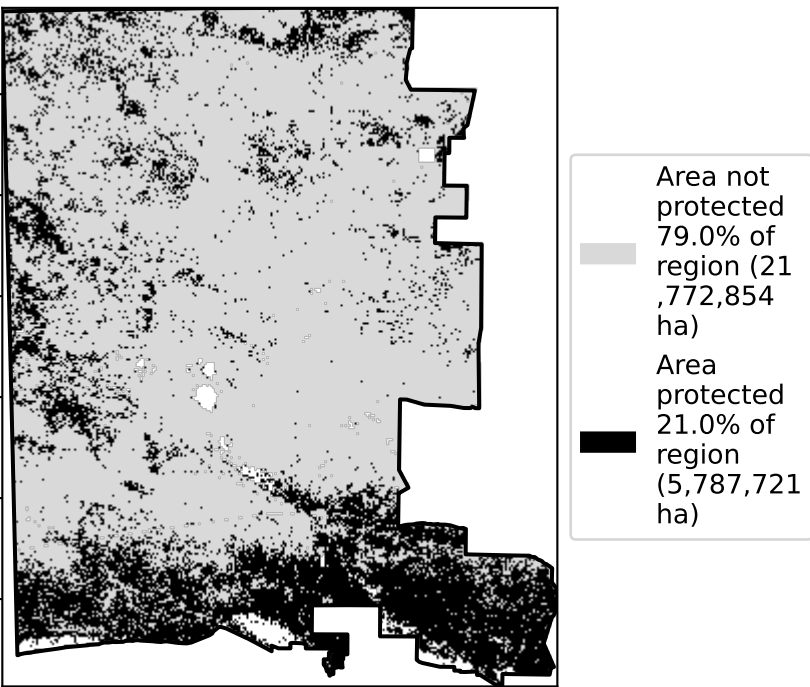 Area not
protected
79.0% of
region (21
,772,854
ha)
Area
protected
21.0% of
region
(5,787,721
ha)